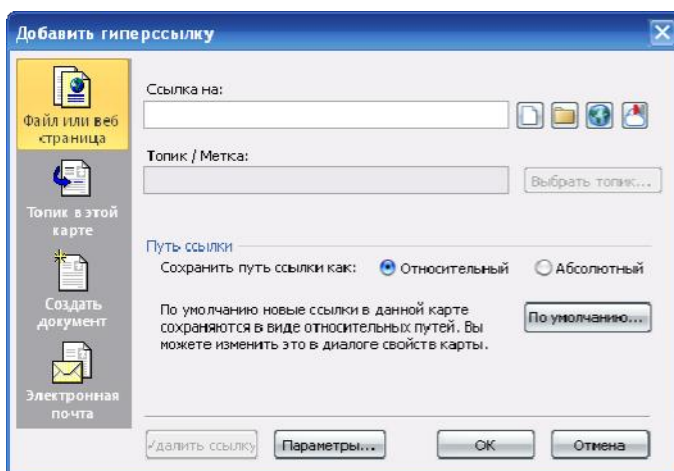 Добавить гиперссылку
Файл или веб
страница
Топик в этой
карте
Создать
документ
Электронная
почта
Ссылка на:
Топик / Метка:
Выбрать топик...
Путь ссылки
Сохранить путь ссылки как: Относительный Абсолютный
По умолчанию новые ссылки в данной карте
сохраняются в виде относительных путей. Вы
можете изменить это в диалоге свойств карты.
По умолчанию...
Удалить ссылку Параметры... OK Отмена